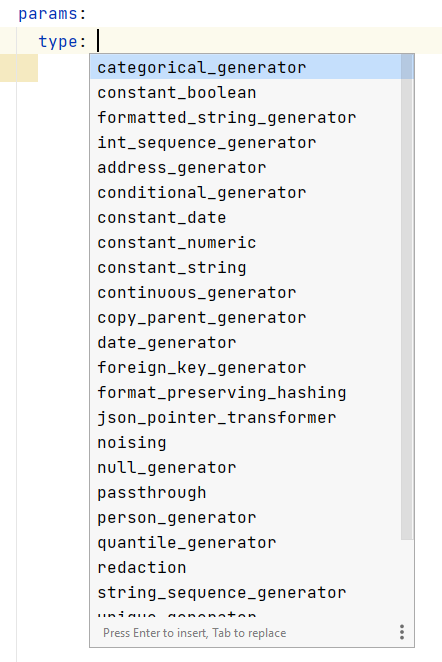 params:
type:
categorical_generator
constant_boolean
formatted_string_generator
int_sequence_generator
address_generator
conditional_generator
constant_date
constant_numeric
constant_string
continuous_generator
copy_parent_generator
date_generator
foreign_key_generator
format_preserving_hashing
json_pointer_transformer
noising
null_generator
passthrough
person_generator
quantile_generator
redaction
string_sequence_generator
unique_generator
Press Enter to insert, Tab to replace